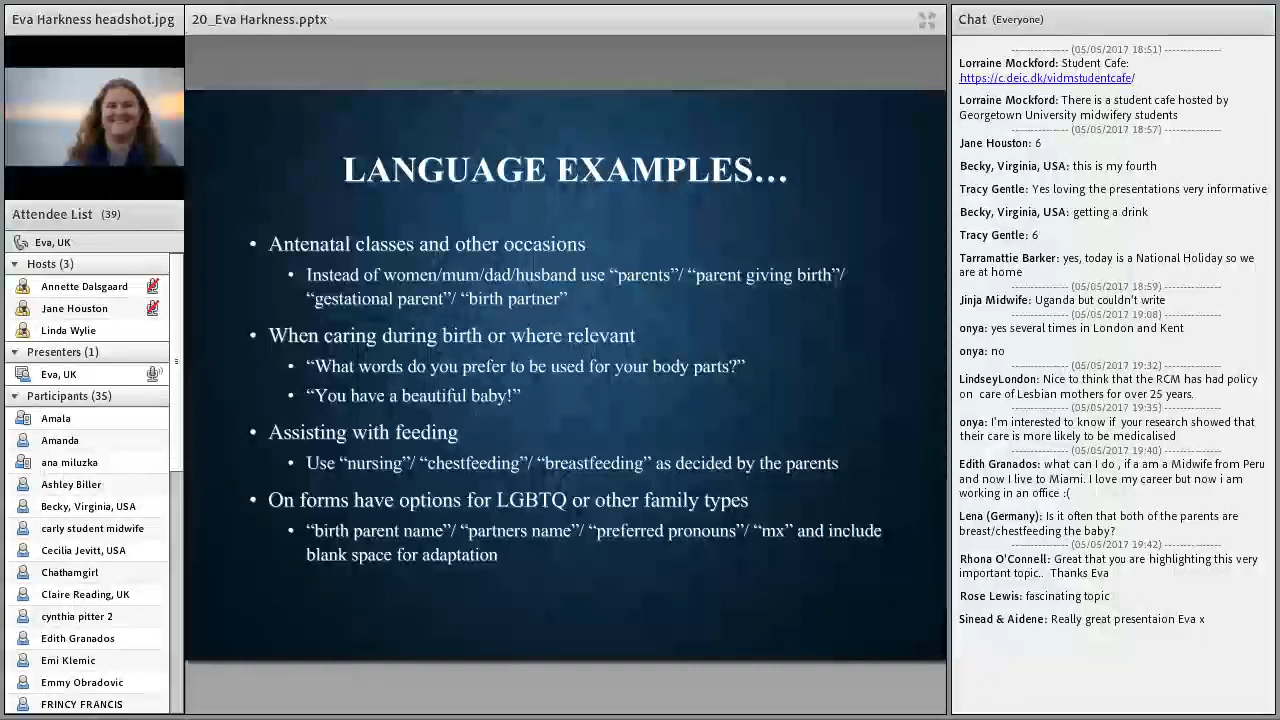 Eva Harkness headshot.jpg
20_Eva Harkness.pptx
Attendee List (39)
Eva, UK
Hosts (3)
Annette Dalsgaard
Jane Houston
Linda Wylie
Presenters (1)
Eva, UK
Participants (35)
Amala
Amanda
ana miluzka
Ashley Biller
Becky, Virginia, USA
carly student midwife
Cecilia Jevitt, USA
Chathamgirl
Claire Reading, UK
cynthia pitter 2
Edith Granados
Emi Klemic
Emmy Obradovic
FRINCY FRANCIS
LANGUAGE EXAMPLES…
• Antenatal classes and other occasions
• Instead of women/mum/dad/husband use “parents”/ “parent giving birth”/
“gestational parent”/ “birth partner”
• When caring during birth or where relevant
• “What words do you prefer to be used for your body parts?”
• “You have a beautiful baby!”
• Assisting with feeding
• Use “nursing”/ “chestfeeding”/ “breastfeeding” as decided by the parents
• On forms have options for LGBTQ or other family types
• “birth parent name”/ “partners name”/ “preferred pronouns”/ “mx” and include
blank space for adaptation
Chat (Everyone)
---------------- (05/05/2017 18:51) ----------------
Lorraine Mockford: Student Cafe:
https://c.deic.dk/vidmstudentcafe/
Lorraine Mockford: There is a student cafe hosted by
Georgetown University midwifery students
---------------- (05/05/2017 18:57) ----------------
Jane Houston: 6
Becky, Virginia, USA: this is my fourth
Tracy Gentle: Yes loving the presentations very informative
Becky, Virginia, USA: getting a drink
Tracy Gentle: 6
Tarramattie Barker: yes, today is a National Holiday so we
are at home
---------------- (05/05/2017 18:59) ----------------
Jinja Midwife: Uganda but couldn't write
---------------- (05/05/2017 19:08) ----------------
onya: yes several times in London and Kent
onya: no
---------------- (05/05/2017 19:32) ----------------
LindseyLondon: Nice to think that the RCM has had policy
on care of Lesbian mothers for over 25 years.
---------------- (05/05/2017 19:35) ----------------
onya: I'm interested to know if your research showed that
their care is more likely to be medicalised
---------------- (05/05/2017 19:40) ----------------
Edith Granados: what can I do , if a am a Midwife from Peru
and now I live to Miami. I love my career but now i am
working in an office :(
Lena (Germany): Is it often that both of the parents are
breast/chestfeeding the baby?
---------------- (05/05/2017 19:42) ----------------
Rhona O'Connell: Great that you are highlighting this very
important topic.. Thanks Eva
Rose Lewis: fascinating topic
Sinead & Aidene: Really great presentaion Eva x